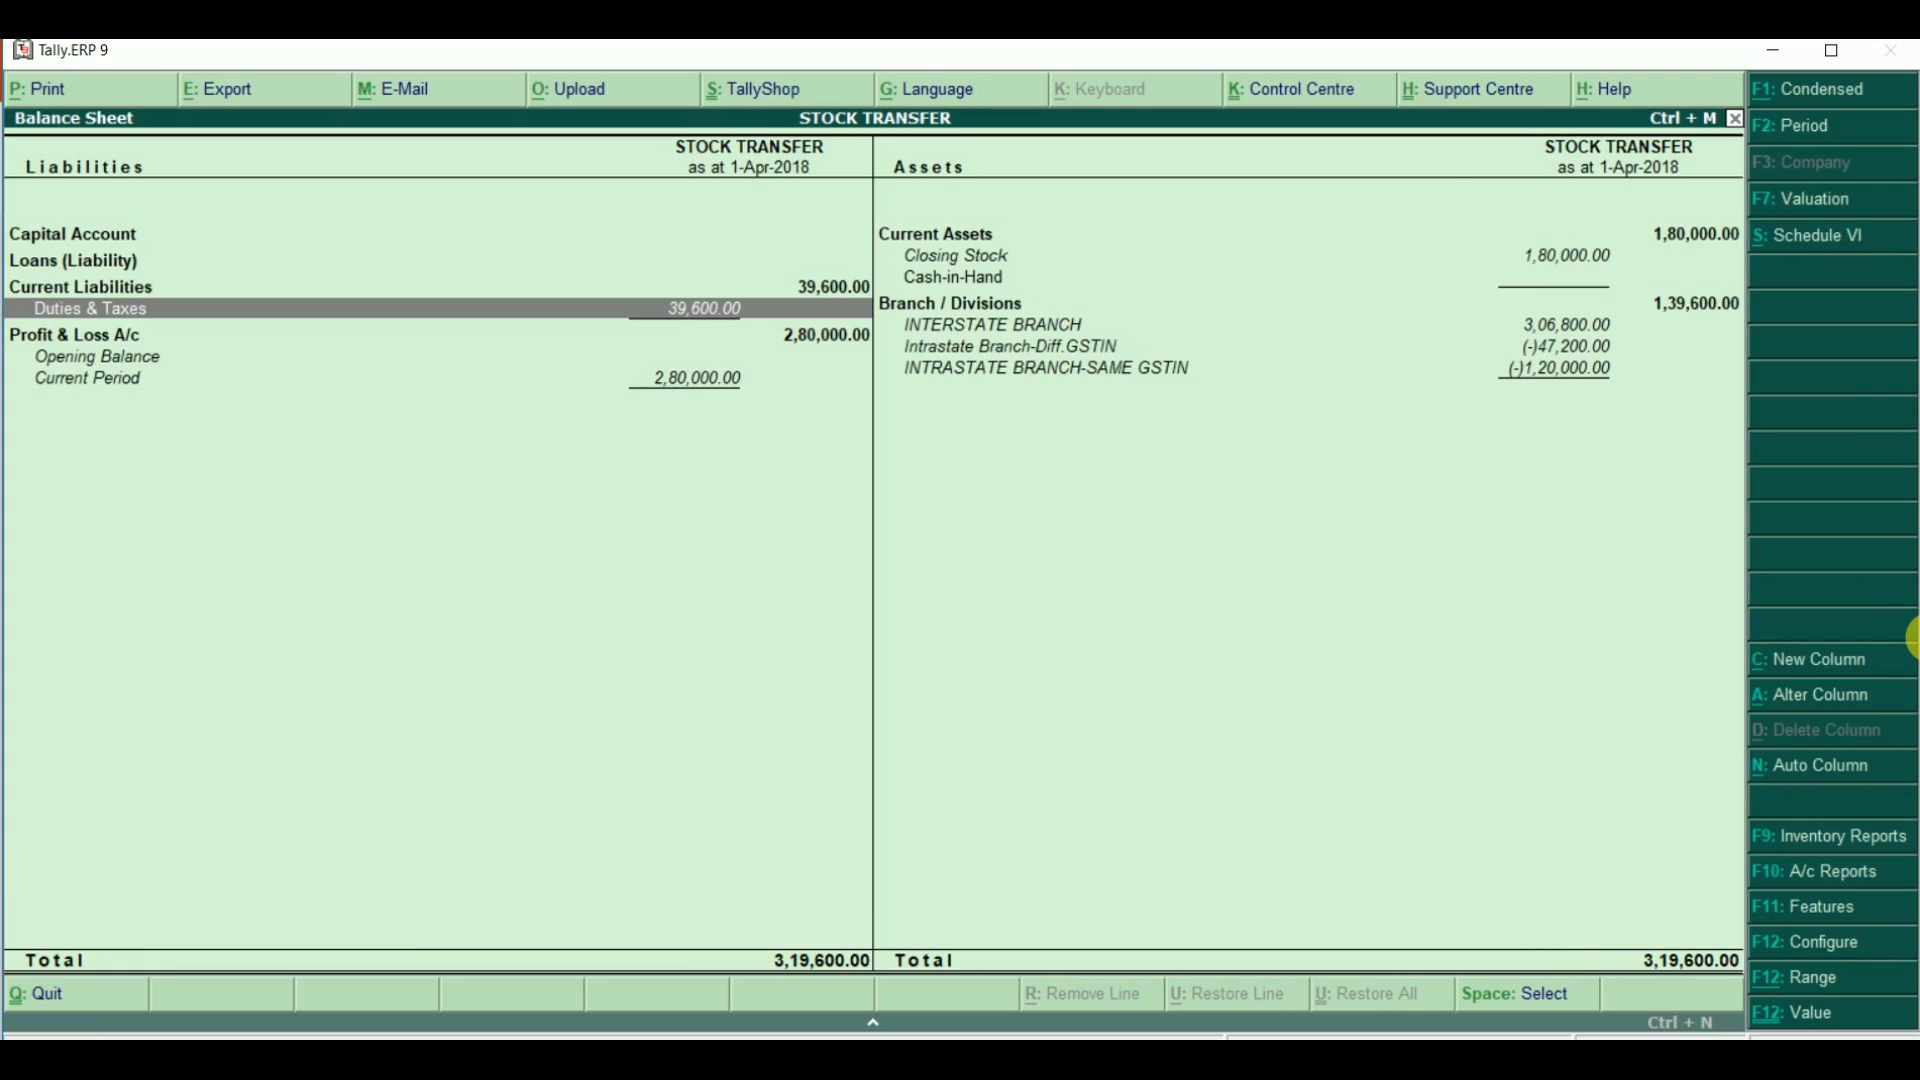 Tally.ERP 9
P: Print E: Export M: E-Mail O: Upload S: TallyShop G: Language K: Keyboard K: Control Centre H: Support Centre H: Help
Balance Sheet STOCK TRANSFER Ctrl + M
Liabilities STOCK TRANSFER as at 1-Apr-2018
Capital Account
Loans (Liability)
Current Liabilities 39,600.00
Duties & Taxes 39,600.00
Profit & Loss A/c 2,80,000.00
Opening Balance
Current Period 2,80,000.00
Total 3,19,600.00
Assets STOCK TRANSFER as at 1-Apr-2018
Current Assets 1,80,000.00
Closing Stock 1,80,000.00
Cash-in-Hand
Branch / Divisions 1,39,600.00
INTERSTATE BRANCH 3,06,800.00
Intrastate Branch-Diff.GSTIN (-)47,200.00
INTRASTATE BRANCH-SAME GSTIN (-)1,20,000.00
Total 3,19,600.00
F1: Condensed
F2: Period
F3: Company
F7: Valuation
S: Schedule VI
C: New Column
A: Alter Column
D: Delete Column
N: Auto Column
F9: Inventory Reports
F10: A/c Reports
F11: Features
F12: Configure
F12: Range
F12: Value
Q: Quit R: Remove Line U: Restore Line U: Restore All Space: Select
Ctrl + N